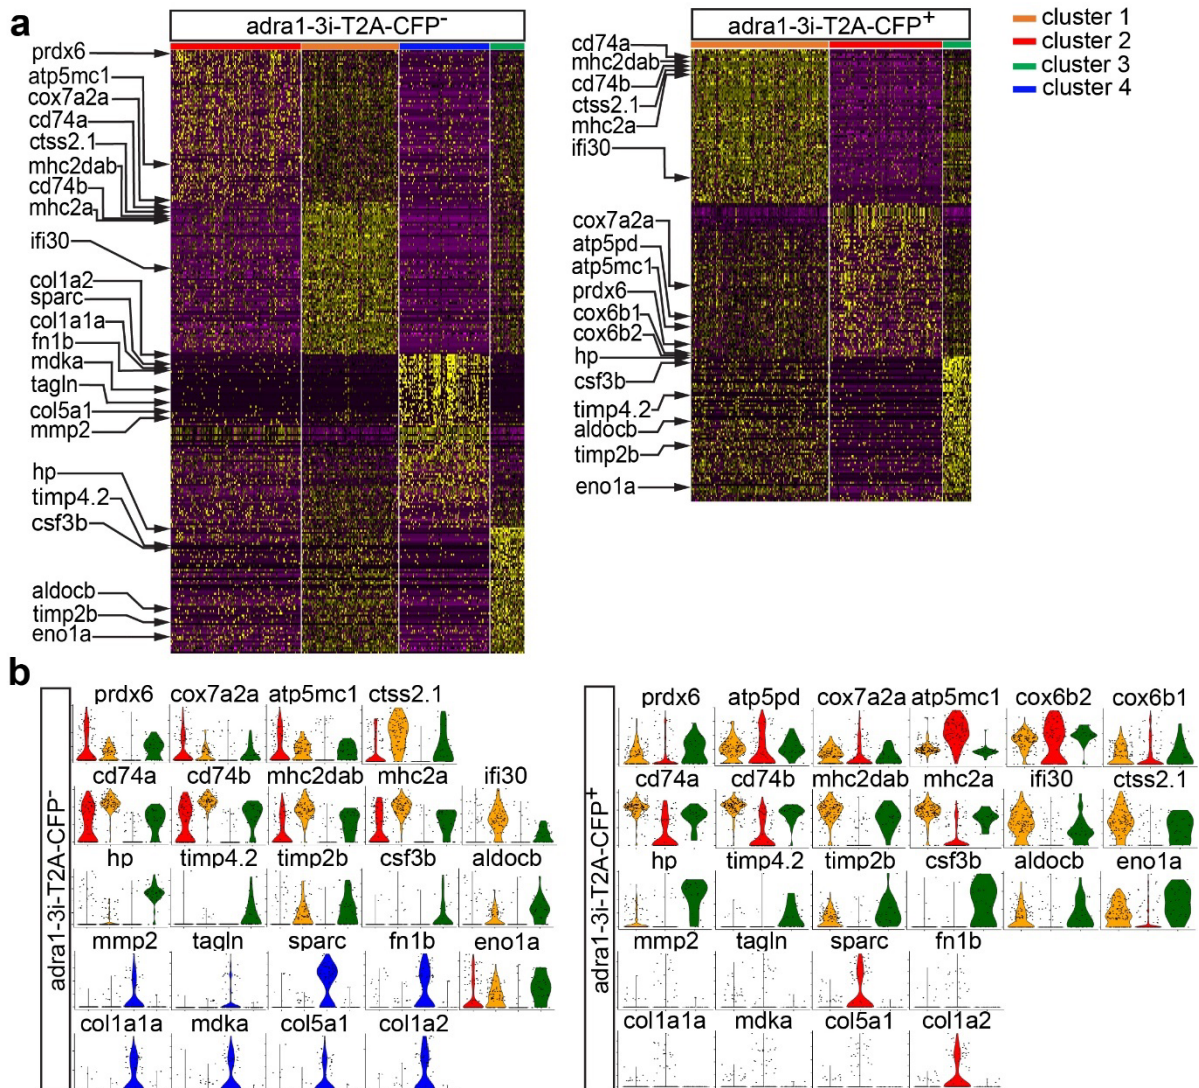 a
adra1-3i-T2A-CFP-
prdx6
atp5mc1
cox7a2a
cd74a
ctss2.1
mhc2dab
cd74b
mhc2a
ifi30
col1a2
sparc
col1a1a
fn1b
mdka
tagln
col5a1
mmp2
hp
timp4.2
csf3b
aldocb
timp2b
eno1a
adra1-3i-T2A-CFP+
cd74a
mhc2dab
cd74b
ctss2.1
mhc2a
ifi30
cox7a2a
atp5pd
atp5mc1
prdx6
cox6b1
cox6b2
hp
csf3b
timp4.2
aldocb
timp2b
eno1a
cluster 1
cluster 2
cluster 3
cluster 4
b
adra1-3i-T2A-CFP-
prdx6 cox7a2a atp5mc1 ctss2.1
cd74a cd74b mhc2dab mhc2a ifi30
hp timp4.2 timp2b csf3b aldocb
mmp2 tagln sparc fn1b eno1a
col1a1a mdka col5a1 col1a2
adra1-3i-T2A-CFP+
prdx6 atp5pd cox7a2a atp5mc1 cox6b2 cox6b1
cd74a cd74b mhc2dab mhc2a ifi30 ctss2.1
hp timp4.2 timp2b csf3b aldocb eno1a
mmp2 tagln sparc fn1b
col1a1a mdka col5a1 col1a2